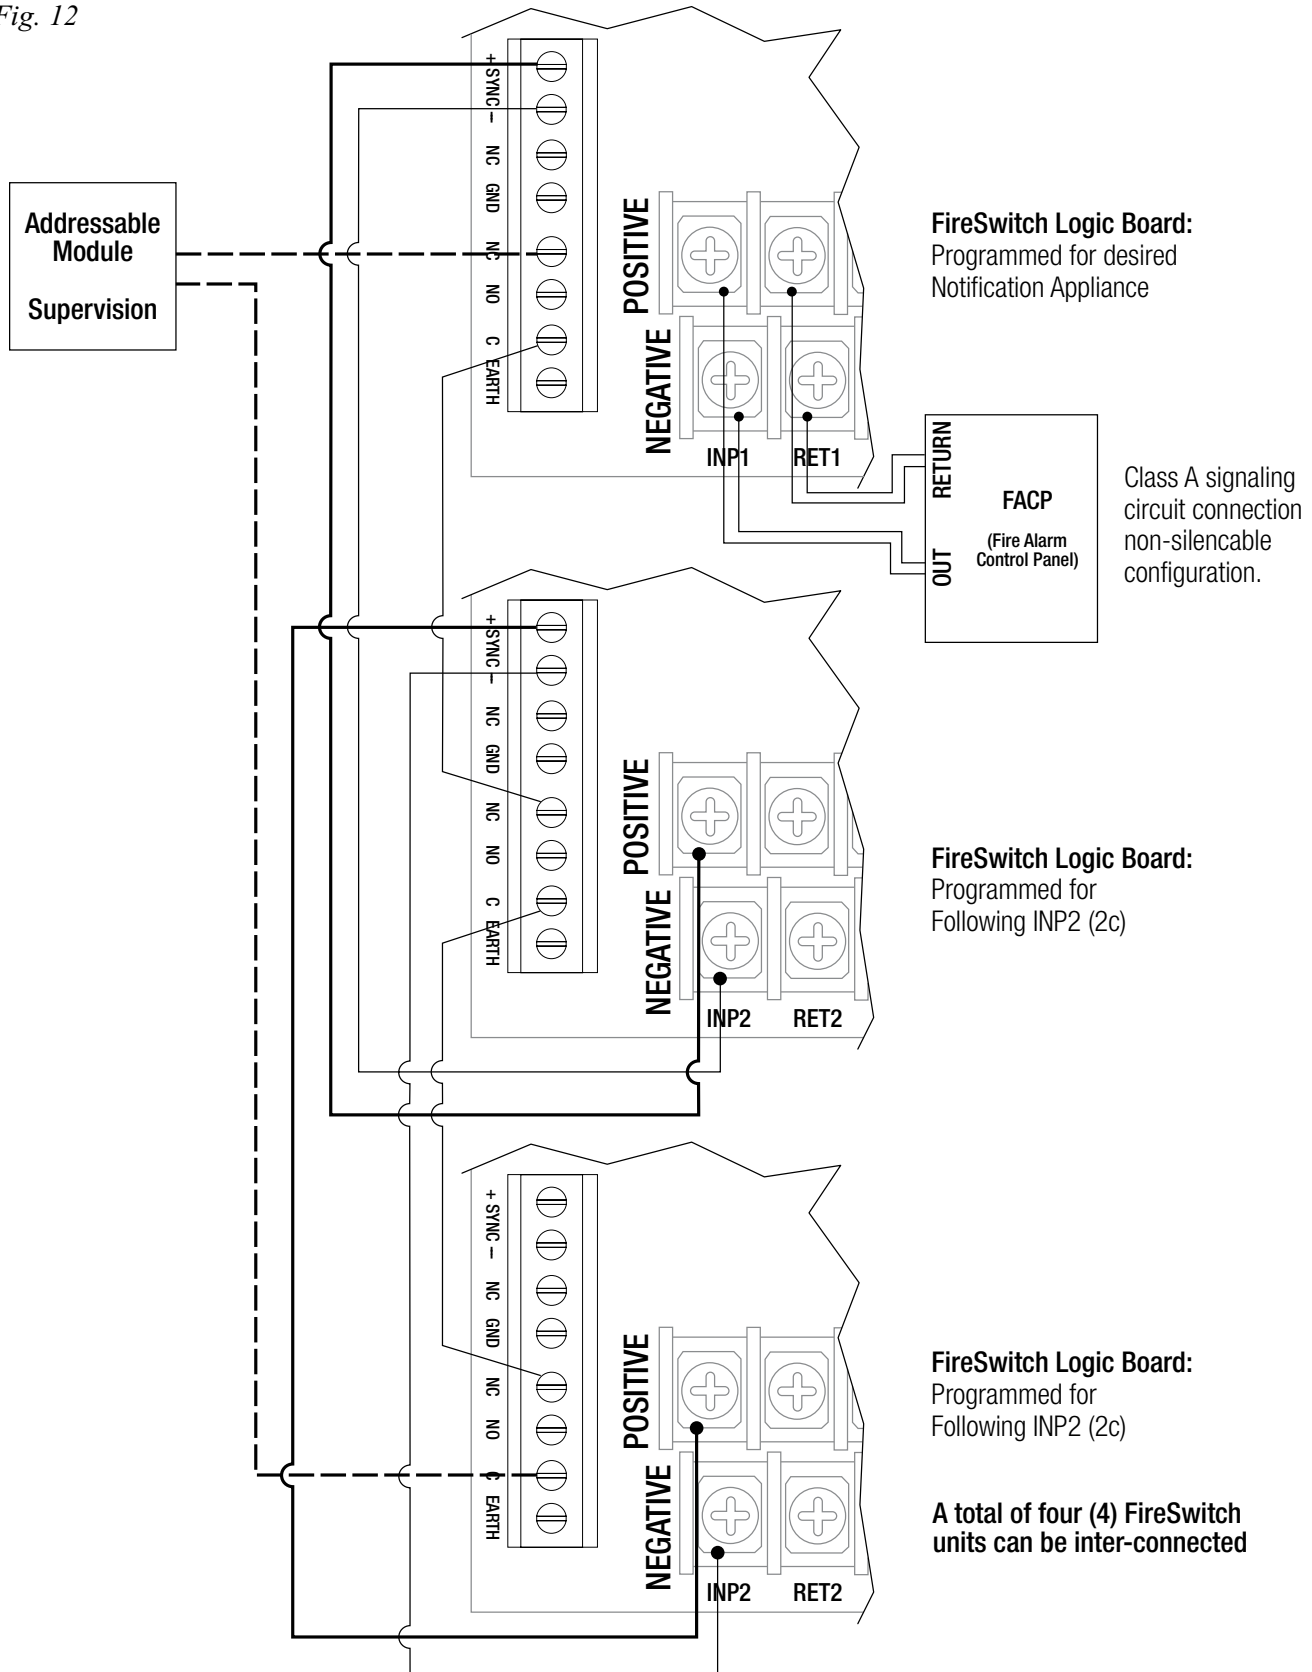 Fig. 12
+ SYNC -
NC
GND
NC
NO
C
EARTH
POSITIVE
NEGATIVE
INP1
RET1
Addressable
Module
Supervision
FireSwitch Logic Board:
Programmed for desired
Notification Appliance
RETURN
OUT
FACP
(Fire Alarm
Control Panel)
Class A signaling
circuit connection
non-silencable
configuration.
+ SYNC -
NC
GND
NC
NO
C
EARTH
POSITIVE
NEGATIVE
INP2
RET2
FireSwitch Logic Board:
Programmed for
Following INP2 (2c)
+ SYNC -
NC
GND
NC
NO
C
EARTH
POSITIVE
NEGATIVE
INP2
RET2
FireSwitch Logic Board:
Programmed for
Following INP2 (2c)
A total of four (4) FireSwitch
units can be inter-connected